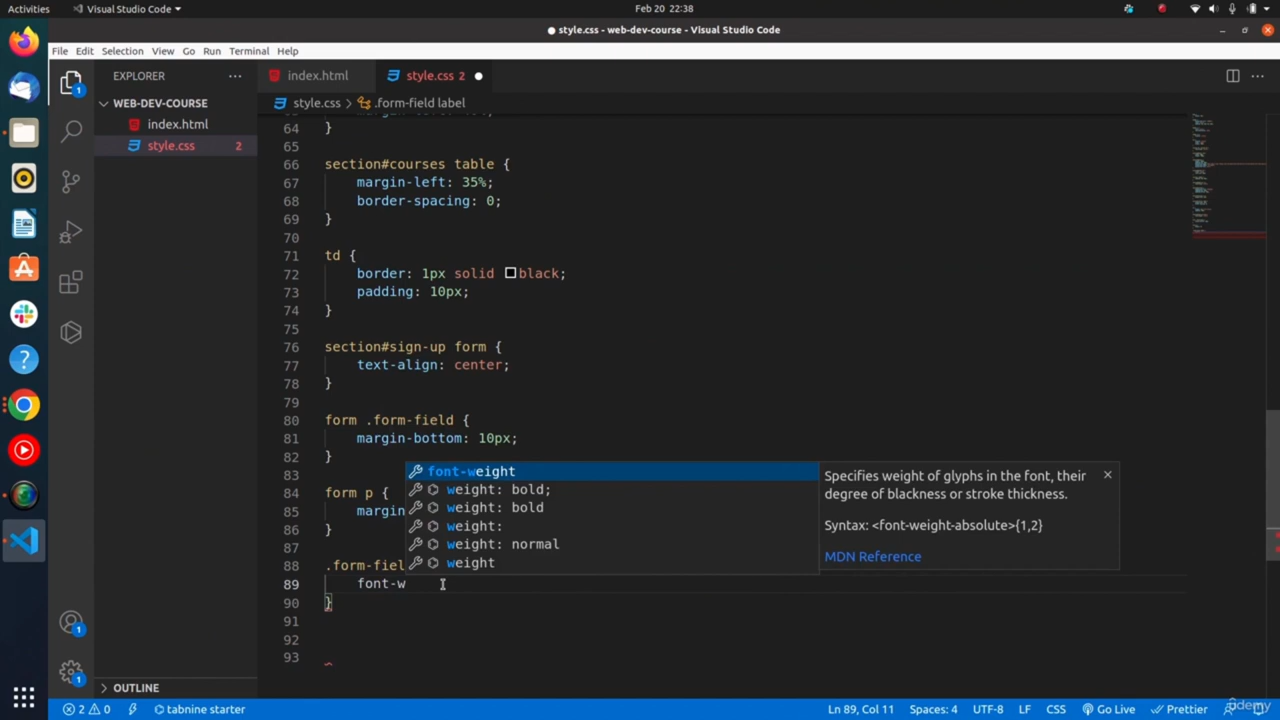 Activities
Visual Studio Code
Feb 20 22:38
style.css - web-dev-course - Visual Studio Code
File Edit Selection View Go Run Terminal Help
EXPLORER
index.html
style.css 2
WEB-DEV-COURSE
style.css > .form-field label
index.html
style.css 2
64 }
65
66 section#courses table {
67 margin-left: 35%;
68 border-spacing: 0;
69 }
70
71 td {
72 border: 1px solid black;
73 padding: 10px;
74 }
75
76 section#sign-up form {
77 text-align: center;
78 }
79
80 form .form-field {
81 margin-bottom: 10px;
82 }
83
84 form p {
85 margin
86 }
87
88 .form-fiel
89 font-w
90 }
91
92
93
font-weight
weight: bold;
weight: bold
weight:
weight: normal
weight
Specifies weight of glyphs in the font, their
degree of blackness or stroke thickness.
Syntax: <font-weight-absolute>{1,2}
MDN Reference
1
1
1
OUTLINE
2 0
tabnine starter
Ln 89, Col 11
Spaces: 4
UTF-8
LF
CSS
Go Live
Prettier
udemy